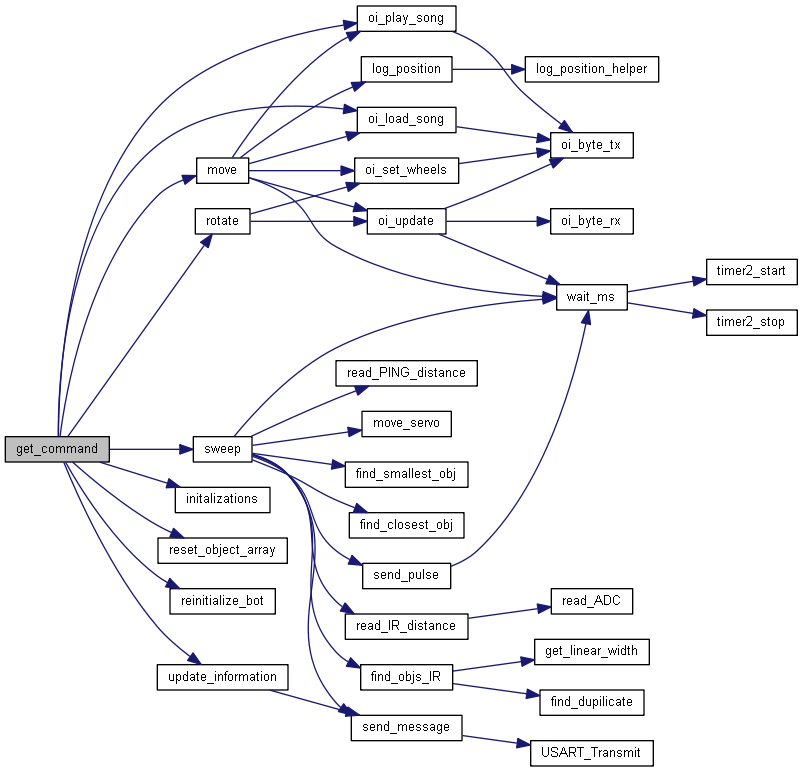 oi_play_song
log_position
log_position_helper
oi_load_song
oi_byte_tx
move
oi_set_wheels
rotate
oi_update
oi_byte_rx
timer2_start
wait_ms
timer2_stop
read_PING_distance
move_servo
get_command
sweep
find_smallest_obj
initalizations
find_closest_obj
reset_object_array
send_pulse
reinitialize_bot
read_ADC
read_IR_distance
get_linear_width
update_information
find_objs_IR
find_dupilicate
send_message
USART_Transmit